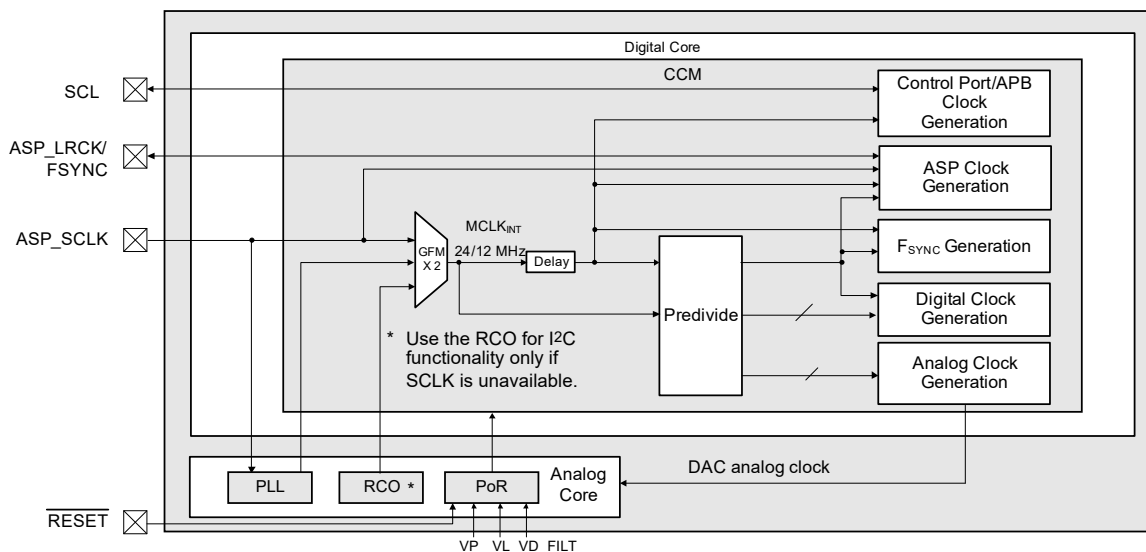 Digital Core
CCM
SCL
Control Port/APB
Clock
Generation
ASP_LRCK/
FSYNC
ASP Clock
Generation
ASP_SCLK
MCLKINT
24/12 MHz
GFM
X 2
Delay
FSYNC Generation
Predivide
Digital Clock
Generation
* Use the RCO for I2C
functionality only if
SCLK is unavailable.
Analog Clock
Generation
DAC analog clock
PLL
RCO *
PoR
Analog
Core
RESET
VP VL VD_FILT